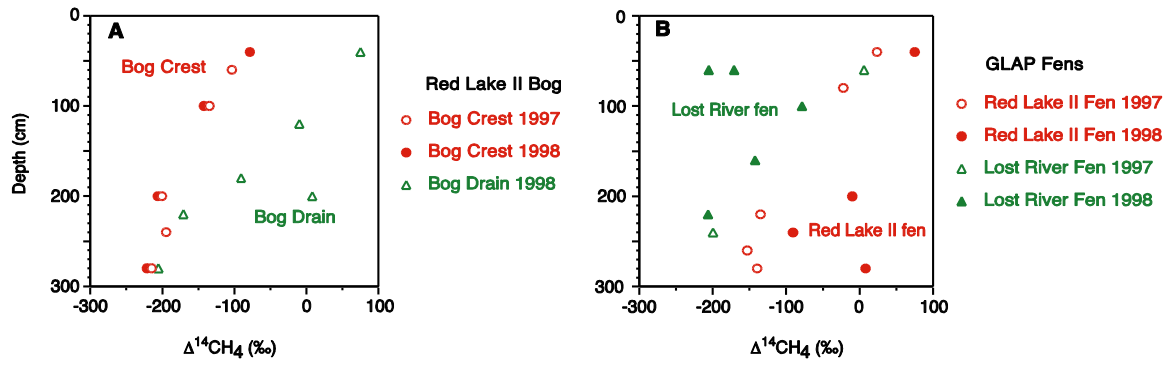 A
Bog Crest
Bog Drain
0
100
200
300
-300
-200
-100
0
100
Depth (cm)
Δ¹⁴CH₄ (‰)
Red Lake II Bog
Bog Crest 1997
Bog Crest 1998
Bog Drain 1998
B
Lost River fen
Red Lake II fen
0
100
200
300
-300
-200
-100
0
100
Δ¹⁴CH₄ (‰)
GLAP Fens
Red Lake II Fen 1997
Red Lake II Fen 1998
Lost River Fen 1997
Lost River Fen 1998